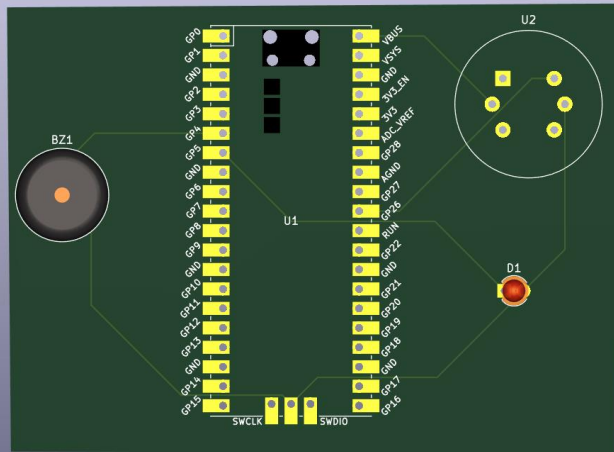 U2
BZ1
U1
D1
GP0
GP1
GND
GP2
GP3
GP4
GP5
GND
GP6
GP7
GP8
GP9
GND
GP10
GP11
GP12
GP13
GND
GP14
GP15
VBUS
VSYS
GND
3V3_EN
3V3
ADC_VREF
GP28
AGND
GP27
GP26
RUN
GP22
GND
GP21
GP20
GP19
GP18
GND
GP17
GP16
SWCLK SWDIO